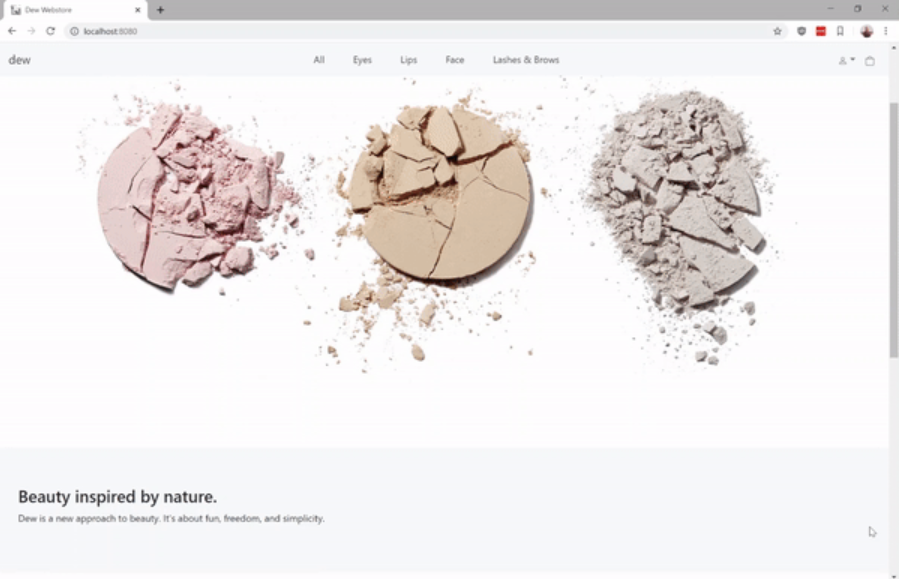 Dew Webstore
localhost:8080
dew
All Eyes Lips Face Lashes & Brows
Beauty inspired by nature.
Dew is a new approach to beauty. It's about fun, freedom, and simplicity.